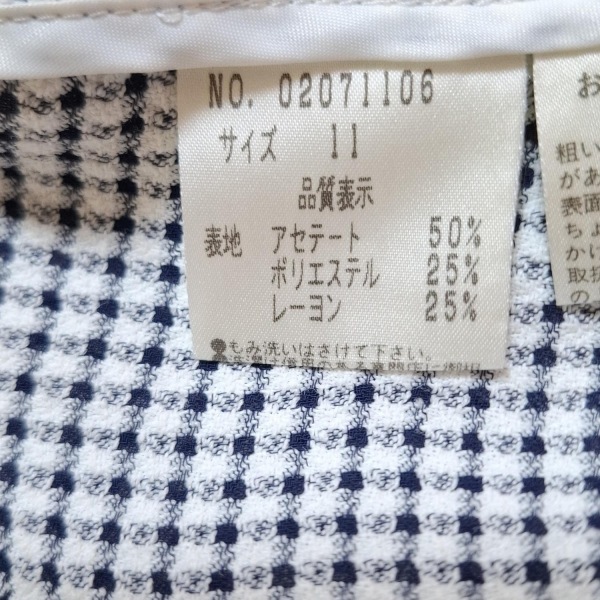 NO. 02071106
サイズ 11
品質表示
表地 アセテート 50%
ポリエステル 25%
レーヨン 25%
●もみ洗いはさけて下さい。
お
粗い
があ
表面
ちょ
かけ
取扱
の